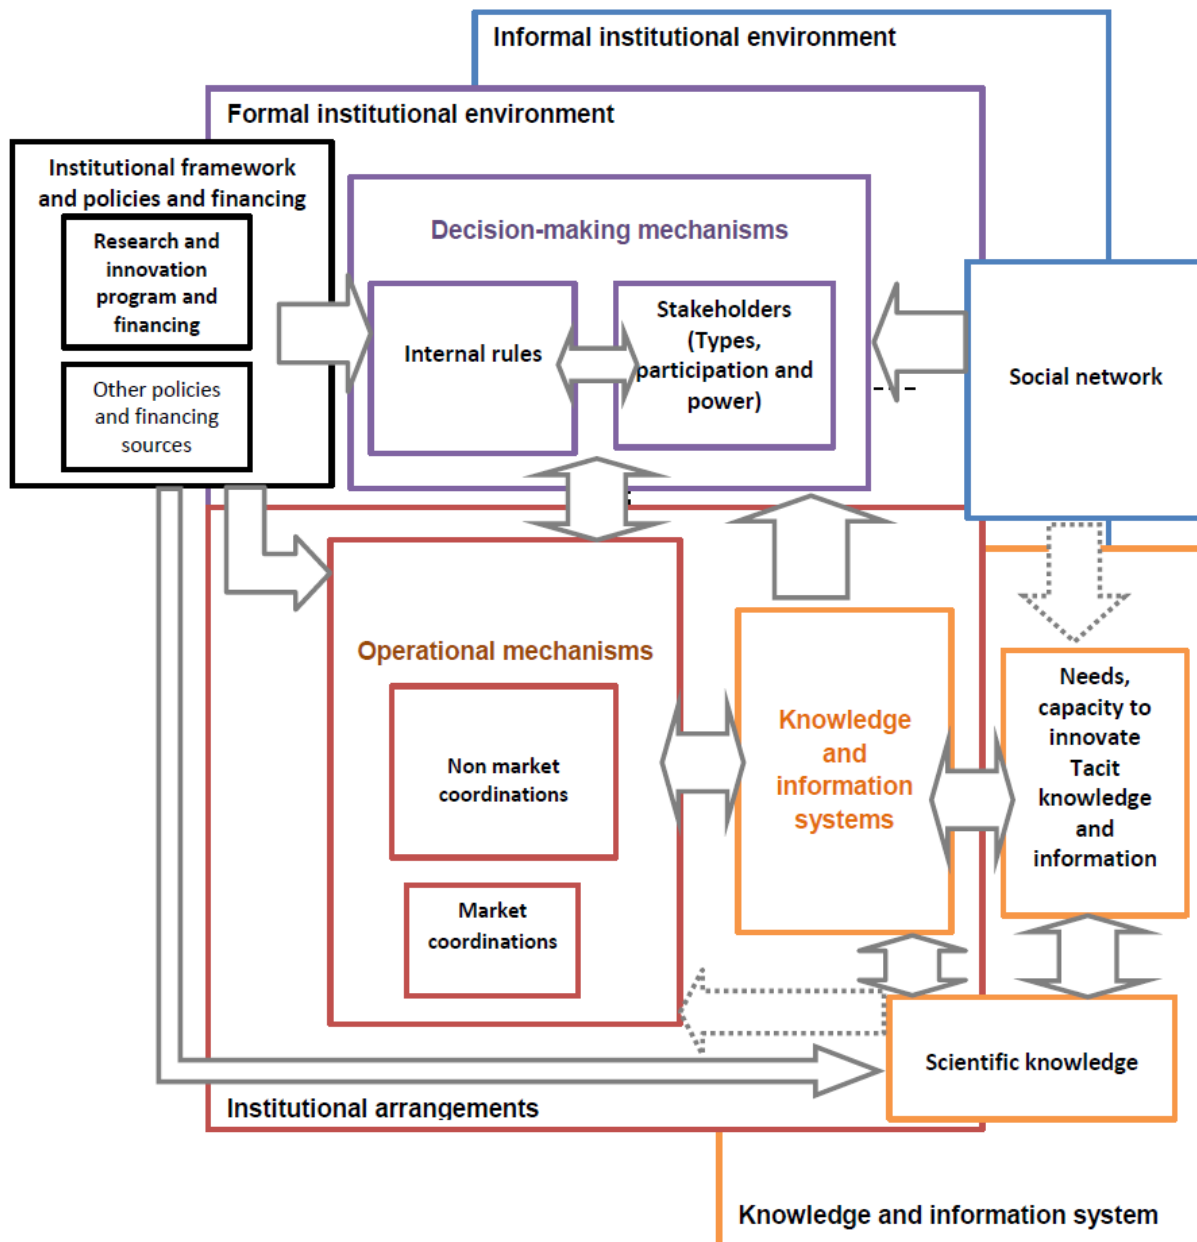 Informal institutional environment
Formal institutional environment
Institutional framework
and policies and financing
Research and
innovation
program and
financing
Other policies
and financing
sources
Decision-making mechanisms
Internal rules
Stakeholders
(Types,
participation and
power)
Social network
Operational mechanisms
Non market
coordinations
Market
coordinations
Knowledge
and
information
systems
Needs,
capacity to
innovate
Tacit
knowledge
and
information
Scientific knowledge
Institutional arrangements
Knowledge and information system